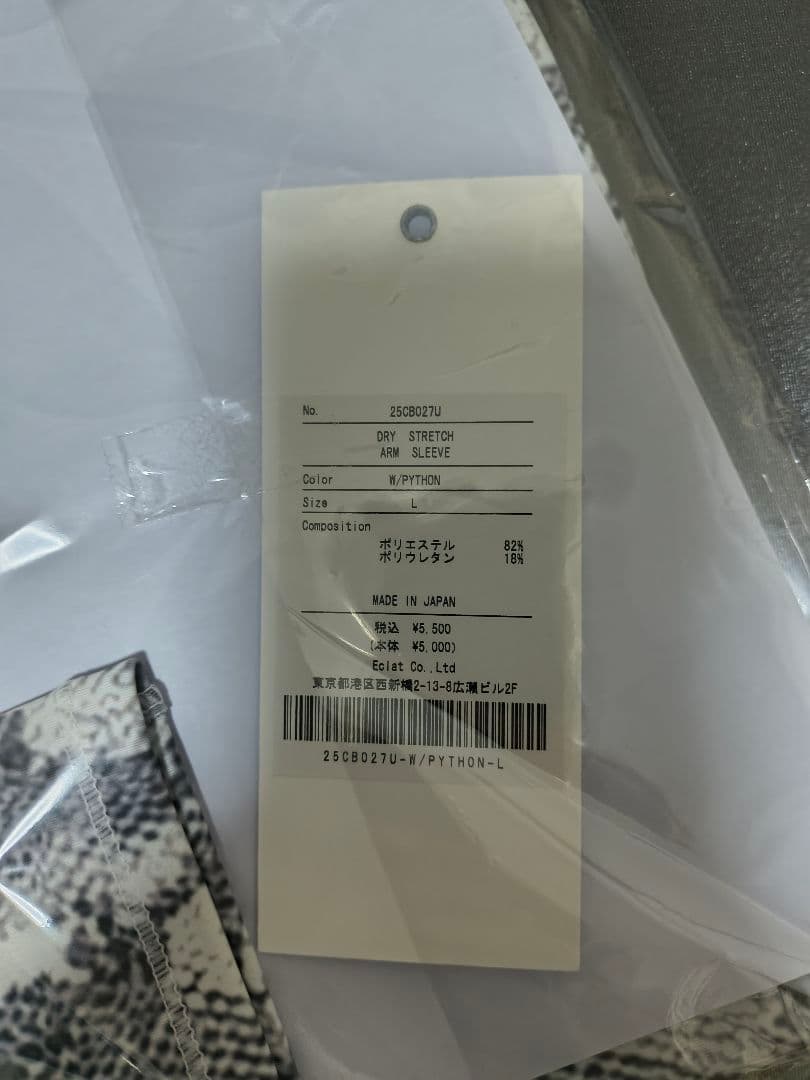 No. 25CB027U
DRY STRETCH
ARM SLEEVE
Color W/PYTHON
Size L
Composition
ポリエステル 82%
ポリウレタン 18%
MADE IN JAPAN
税込 ¥5,500
(本体 ¥5,000)
Eclat Co.,Ltd
東京都港区西新橋2-13-8広瀬ビル2F
25CB027U-W/PYTHON-L